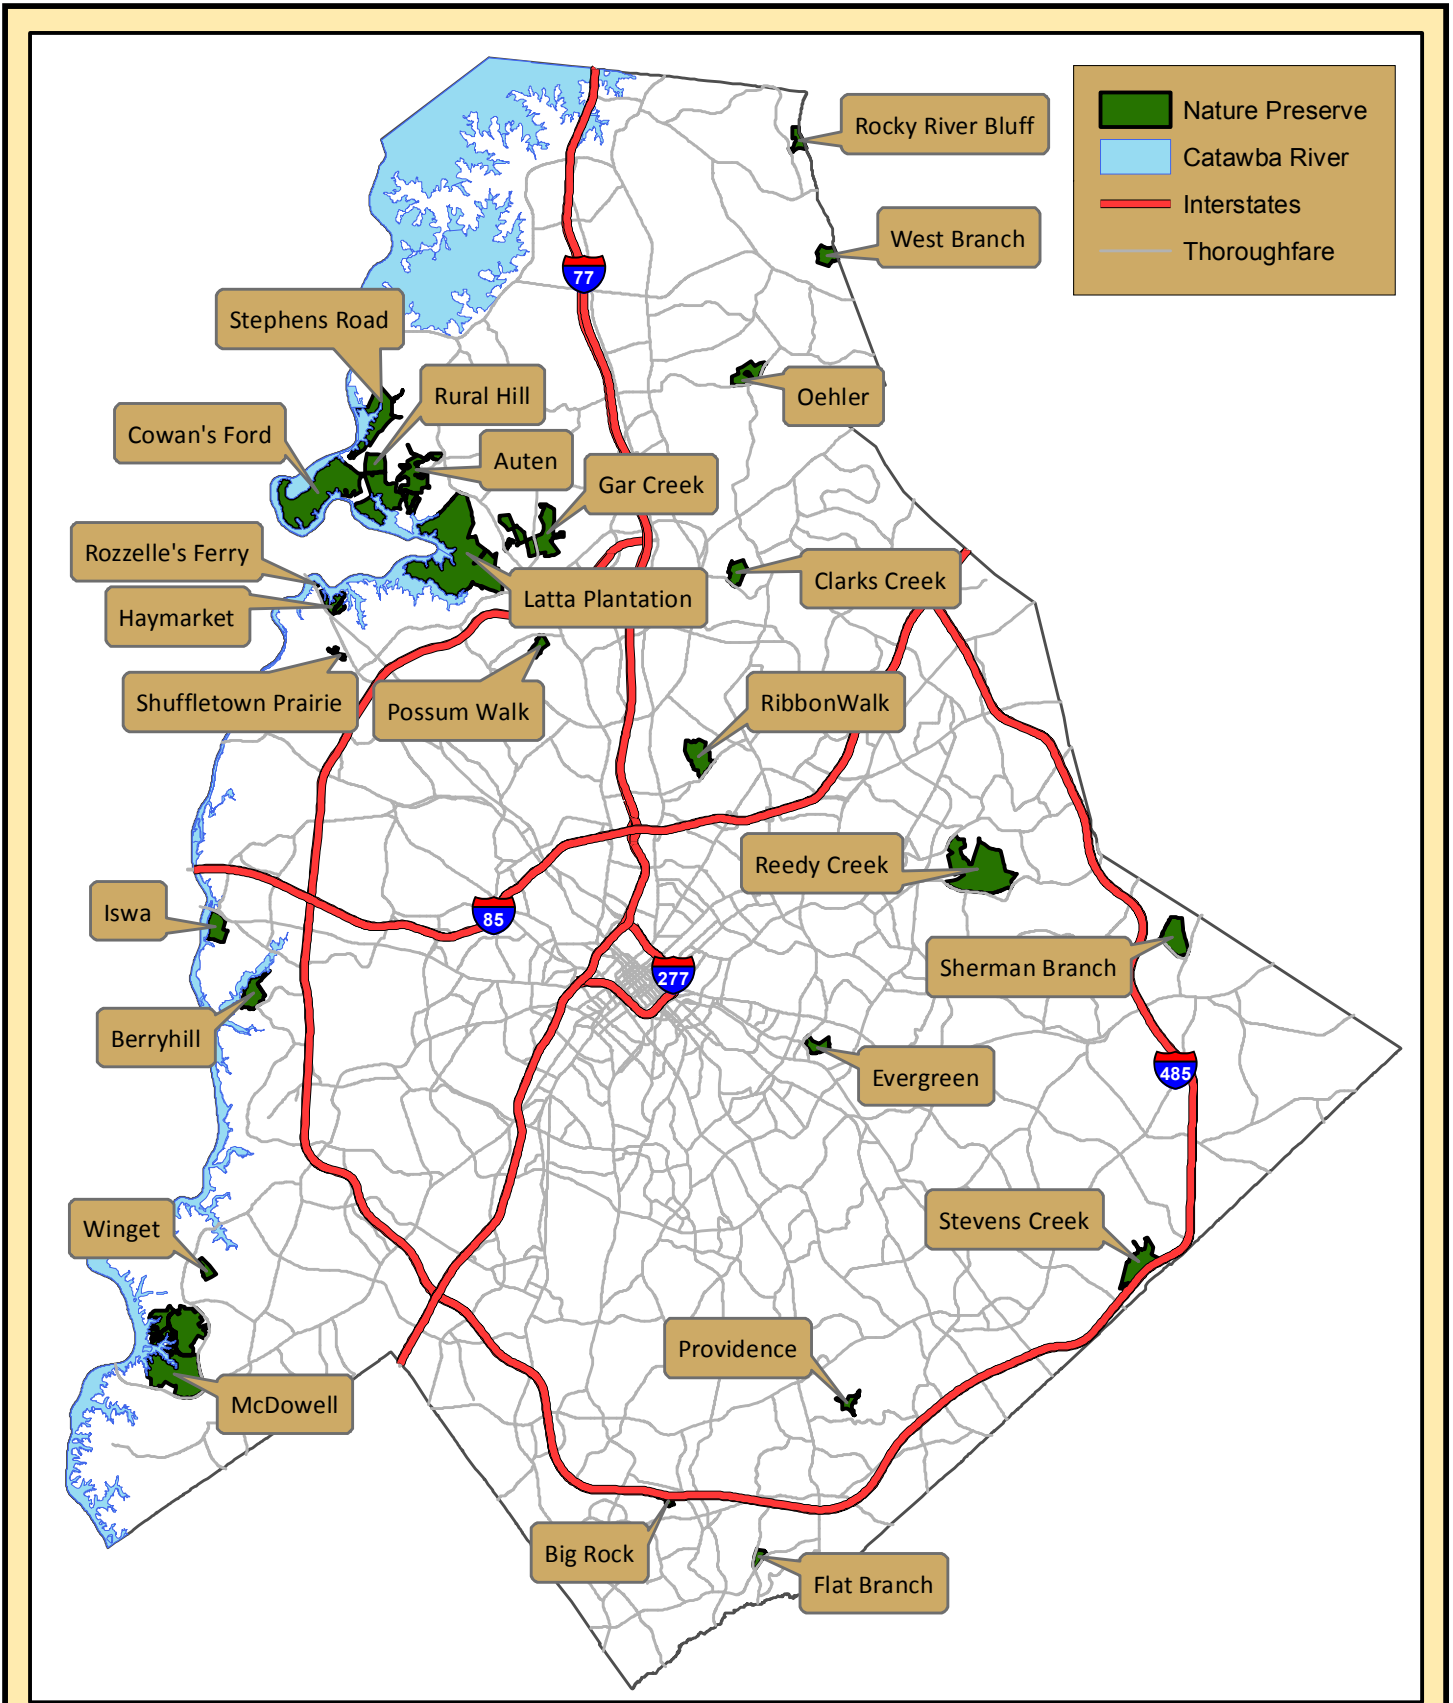 Nature Preserve
Catawba River
Interstates
Thoroughfare
Rocky River Bluff
West Branch
77
Stephens Road
Rural Hill
Oehler
Cowan's Ford
Auten
Gar Creek
Rozzelle's Ferry
Clarks Creek
Latta Plantation
Haymarket
Shuffletown Prairie
Possum Walk
RibbonWalk
Reedy Creek
Iswa
85
Sherman Branch
277
Berryhill
Evergreen
485
Winget
Stevens Creek
Providence
McDowell
Big Rock
Flat Branch